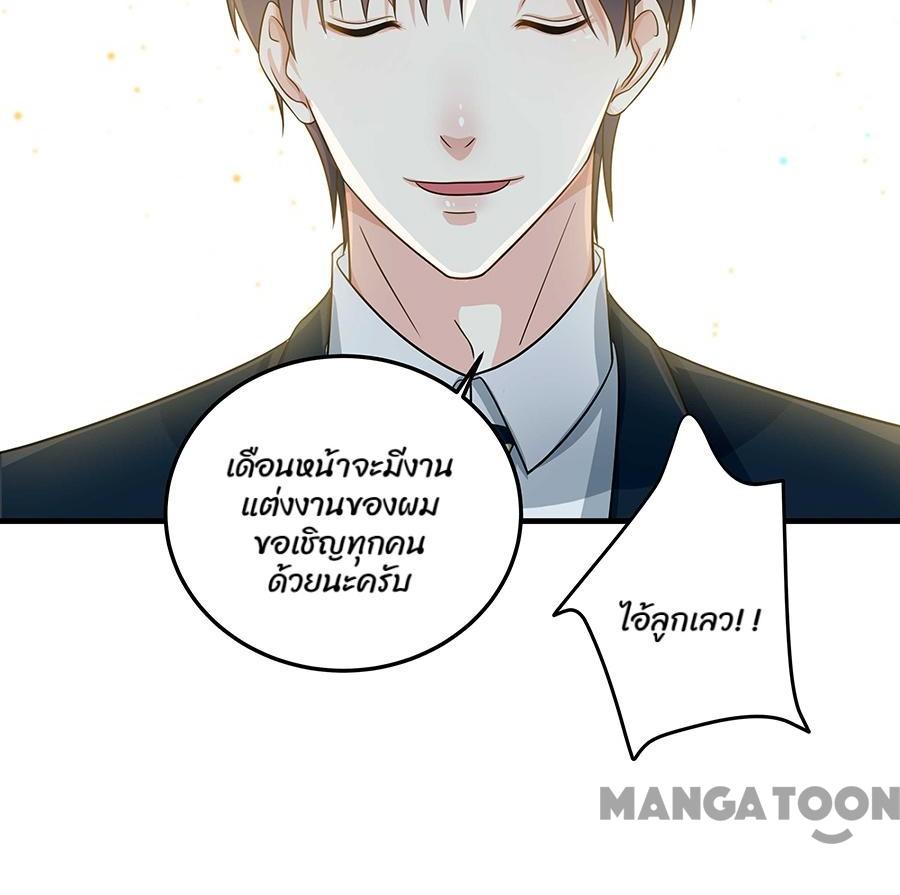 เดือนหน้าจะมีงาน
แต่งงานของผม
ขอเชิญทุกคน
ด้วยนะครับ
ไอ้ลูกเลว!!
MANGATOON